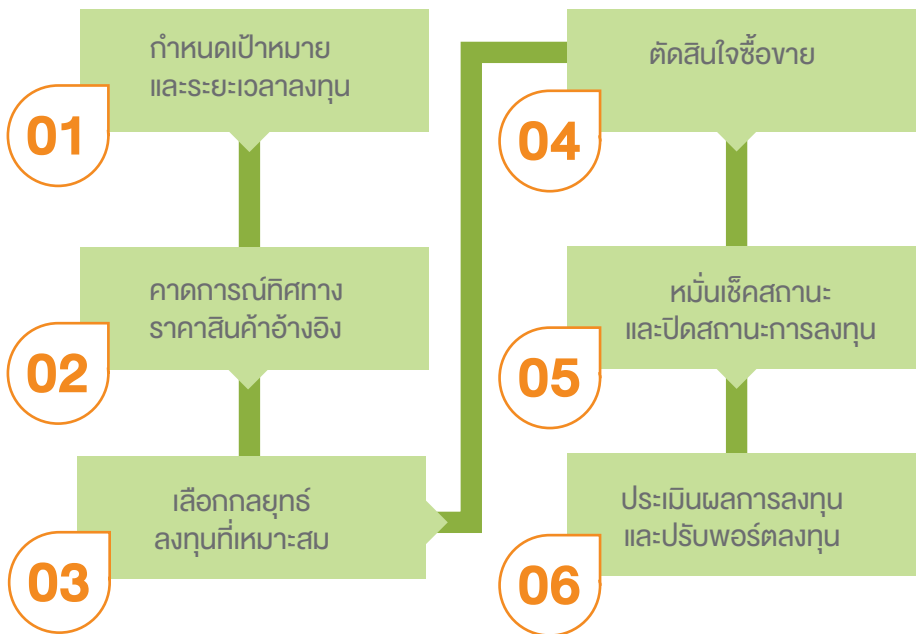 01
กำหนดเป้าหมาย
และระยะเวลาลงทุน
02
คาดการณ์ทิศทาง
ราคาสินค้าอ้างอิง
03
เลือกกลยุทธ์
ลงทุนที่เหมาะสม
04
ตัดสินใจซื้อขาย
05
หมั่นเช็คสถานะ
และปิดสถานะการลงทุน
06
ประเมินผลการลงทุน
และปรับพอร์ตลงทุน